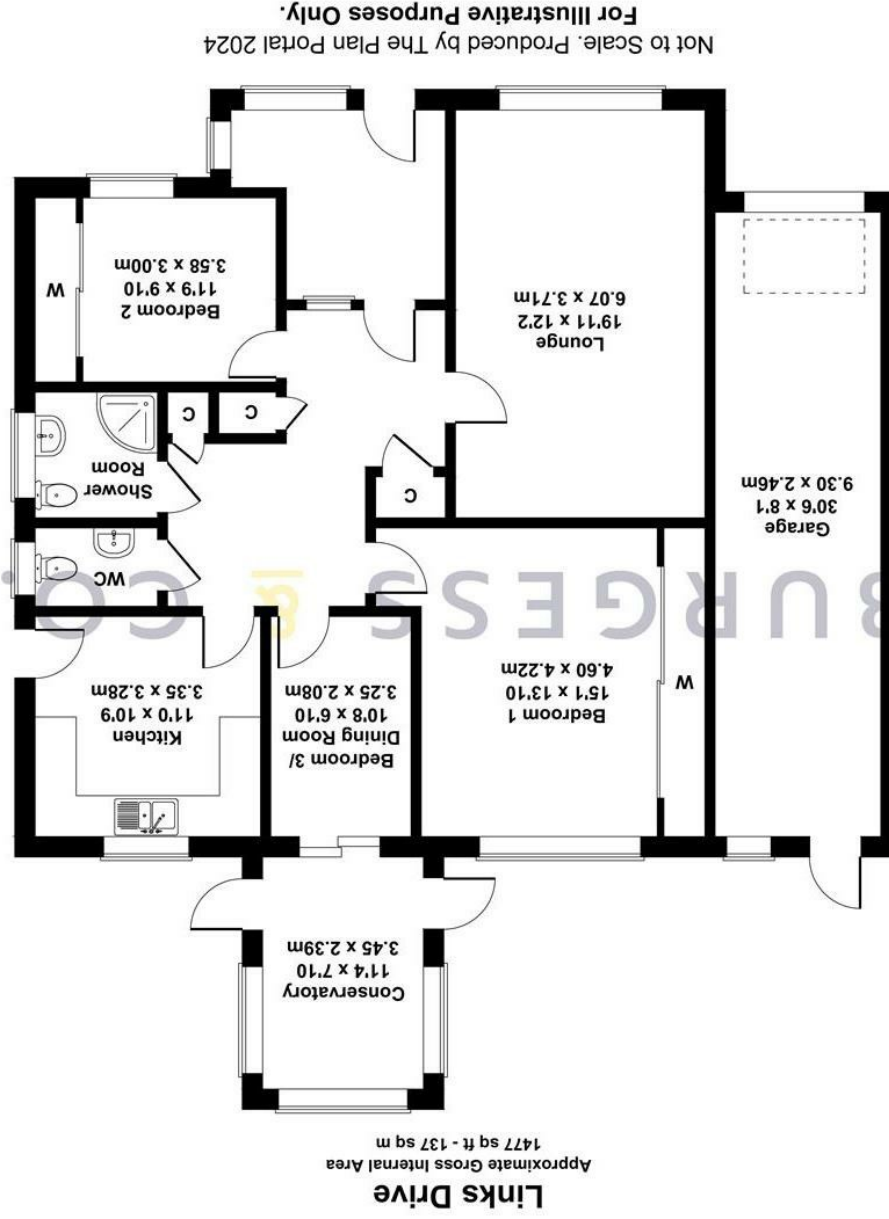 Links Drive
Approximate Gross Internal Area
1477 sq ft - 137 sq m
Conservatory
11'4 x 7'10
3.45 x 2.39m
Bedroom 1
15'1 x 13'10
4.60 x 4.22m
W
Bedroom 3/
Dining Room
10'8 x 6'10
3.25 x 2.08m
Kitchen
11'0 x 10'9
3.35 x 3.28m
BURGESS & CO.
WC
Garage
30'6 x 8'1
9.30 x 2.46m
C
Shower
Room
C
C
Lounge
19'11 x 12'2
6.07 x 3.71m
Bedroom 2
11'9 x 9'10
3.58 x 3.00m
W
Not to Scale. Produced by The Plan Portal 2024
For Illustrative Purposes Only.